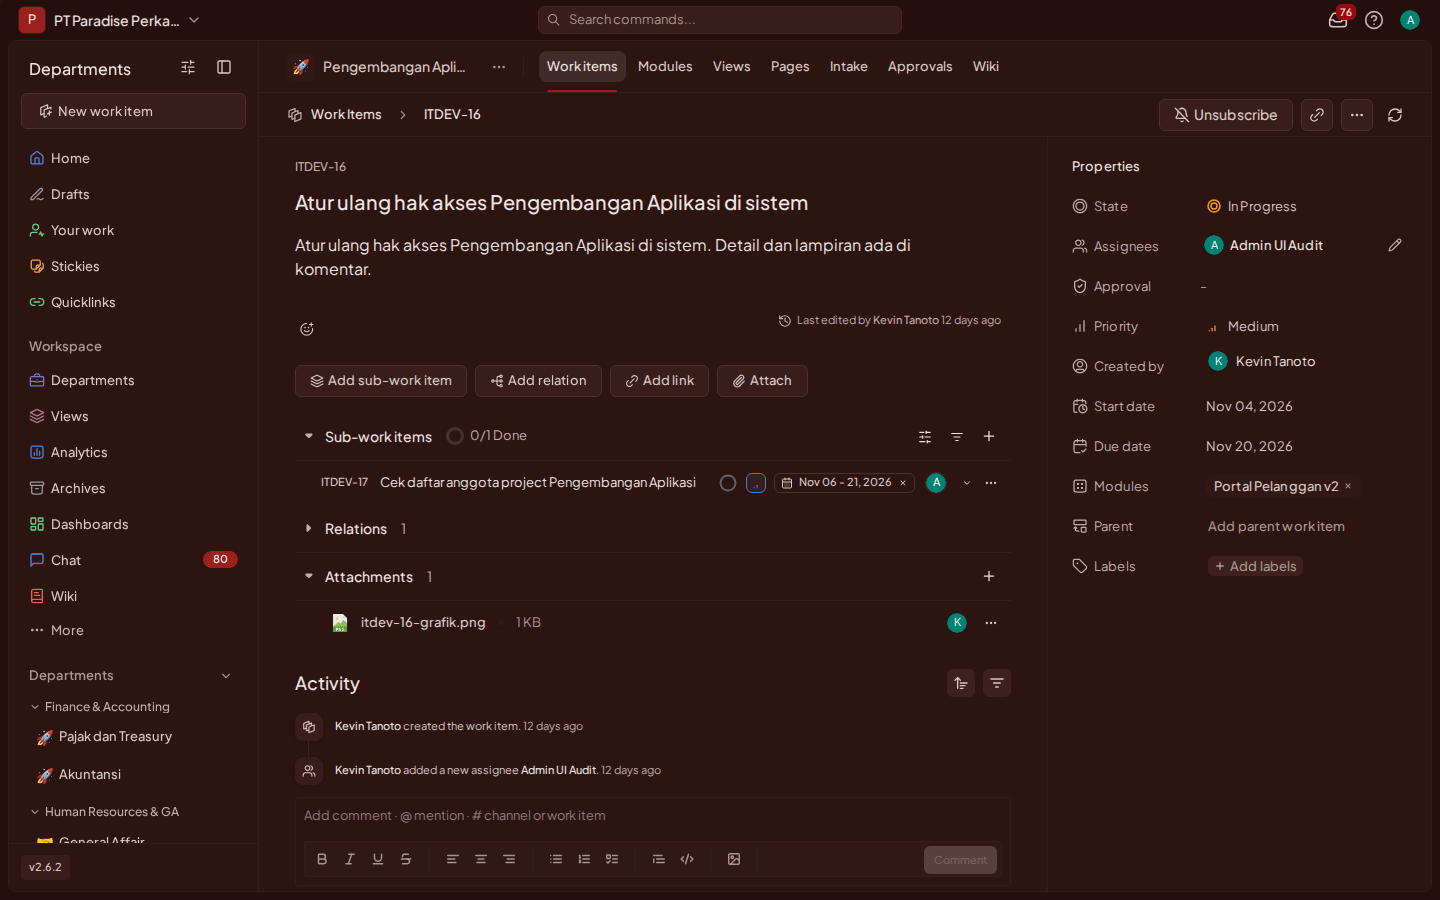 P PT Paradise Perka...
Search commands...
76
A
Departments
New work item
Home
Drafts
Your work
Stickies
Quicklinks
Workspace
Departments
Views
Analytics
Archives
Dashboards
Chat 80
Wiki
More
Departments
Finance & Accounting
Pajak dan Treasury
Akuntansi
Human Resources & GA
General Affair
v2.6.2
Pengembangan Apli...
Work items Modules Views Pages Intake Approvals Wiki
Work Items > ITDEV-16
Unsubscribe
ITDEV-16
Atur ulang hak akses Pengembangan Aplikasi di sistem
Atur ulang hak akses Pengembangan Aplikasi di sistem. Detail dan lampiran ada di
komentar.
Last edited by Kevin Tanoto 12 days ago
Add sub-work item Add relation Add link Attach
Sub-work items 0/1 Done
ITDEV-17 Cek daftar anggota project Pengembangan Aplikasi Nov 06 - 21, 2026 × A
Relations 1
Attachments 1
itdev-16-grafik.png 1 KB K
Activity
Kevin Tanoto created the work item. 12 days ago
Kevin Tanoto added a new assignee Admin UI Audit. 12 days ago
Add comment · @ mention · # channel or work item
B I U S
Comment
Properties
State In Progress
Assignees A Admin UI Audit
Approval –
Priority Medium
Created by K Kevin Tanoto
Start date Nov 04, 2026
Due date Nov 20, 2026
Modules Portal Pelanggan v2 ×
Parent Add parent work item
Labels + Add labels